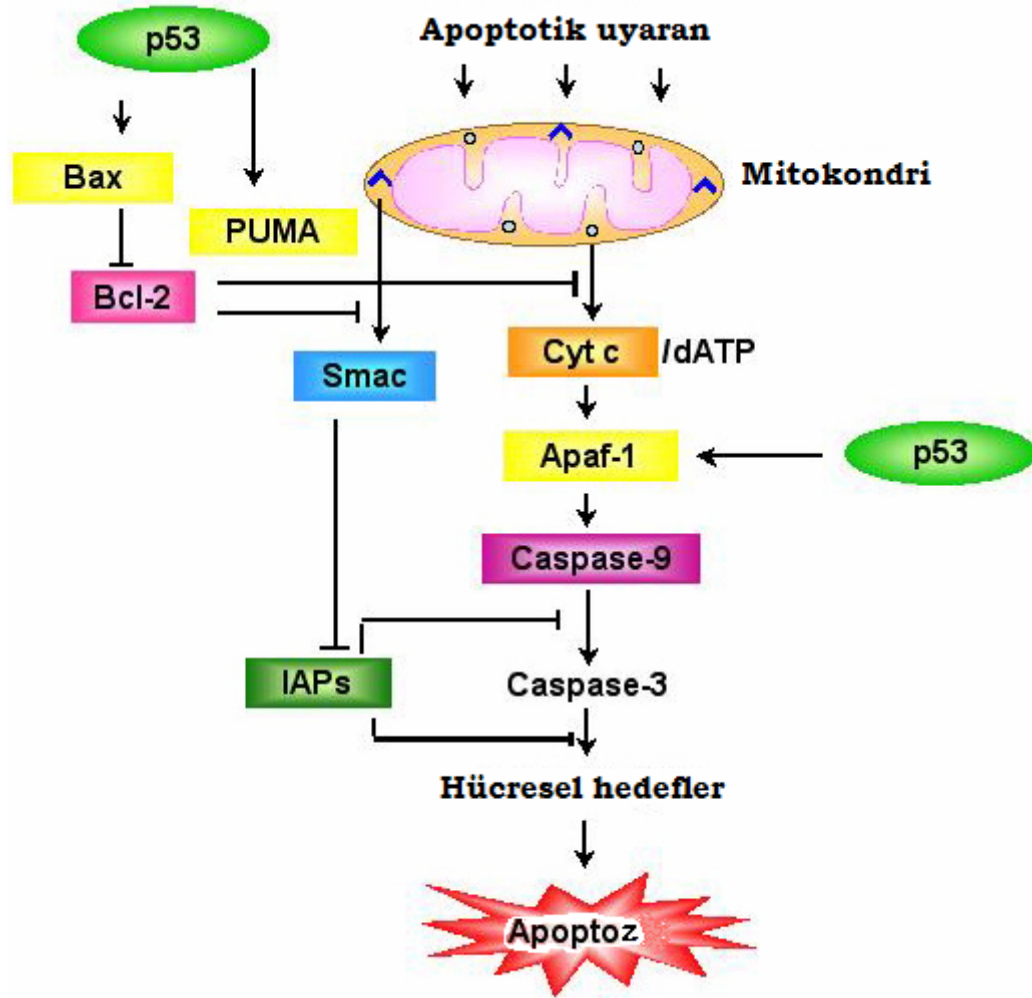 p53
Apoptotik uyaran
Bax
Mitokondri
PUMA
Bcl-2
Cyt c /dATP
Smac
Apaf-1
p53
Caspase-9
IAPs
Caspase-3
Hücresel hedefler
Apoptoz